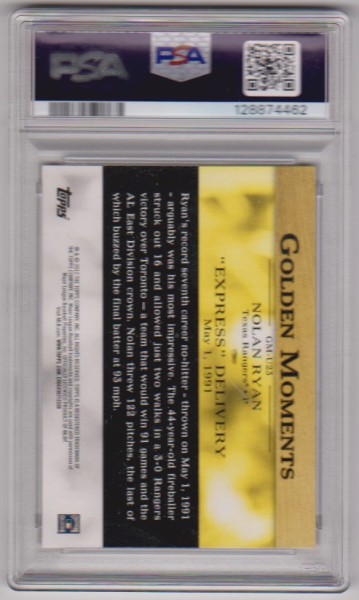 PSA
PSA
128874462
GOLDEN MOMENTS
GM-U23
NOLAN RYAN
Texas Rangers® • P
"EXPRESS" DELIVERY
May 1, 1991
Ryan's record seventh career no-hitter – thrown on May 1, 1991
– arguably was his most impressive. The 44-year-old fireballer
struck out 16 and allowed just two walks in a 3-0 Rangers
victory over Toronto – a team that would win 91 games and the
AL East Division crown. Nolan threw 122 pitches, the last of
which buzzed by the final batter at 93 mph.
Topps